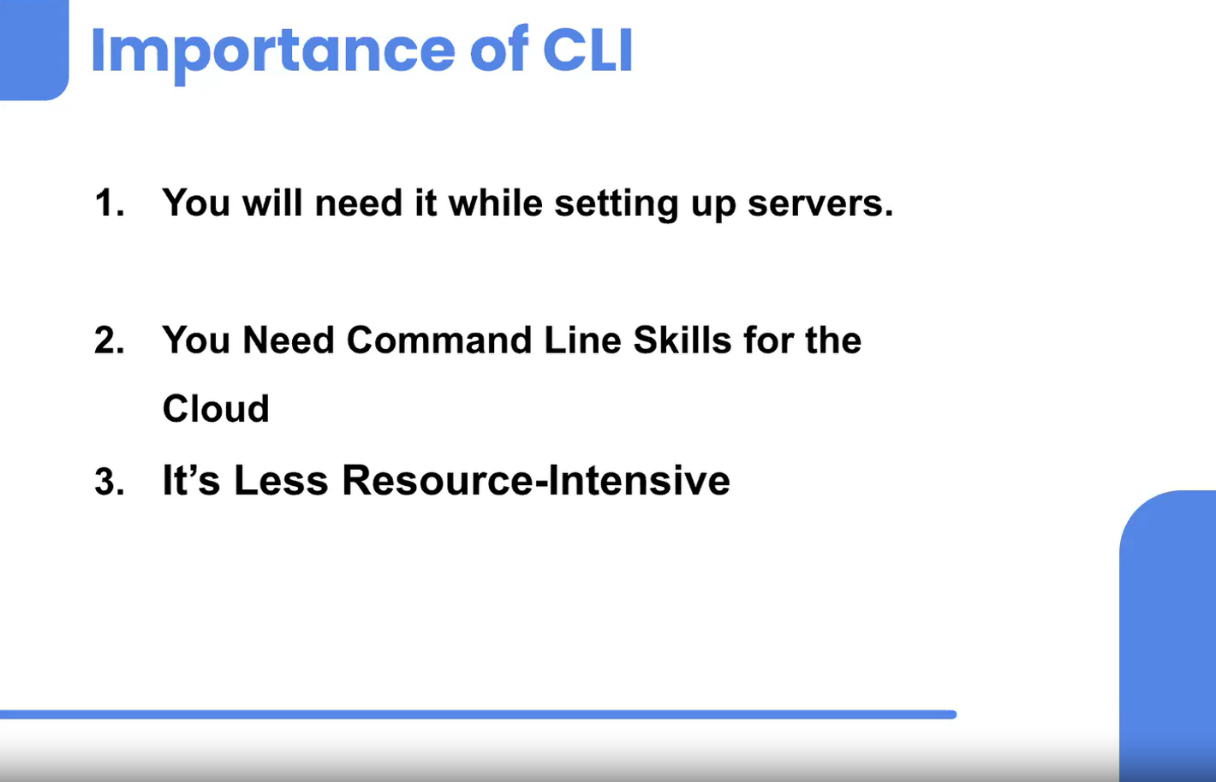 Importance of CLI
1. You will need it while setting up servers.
2. You Need Command Line Skills for the
Cloud
3. It’s Less Resource-Intensive